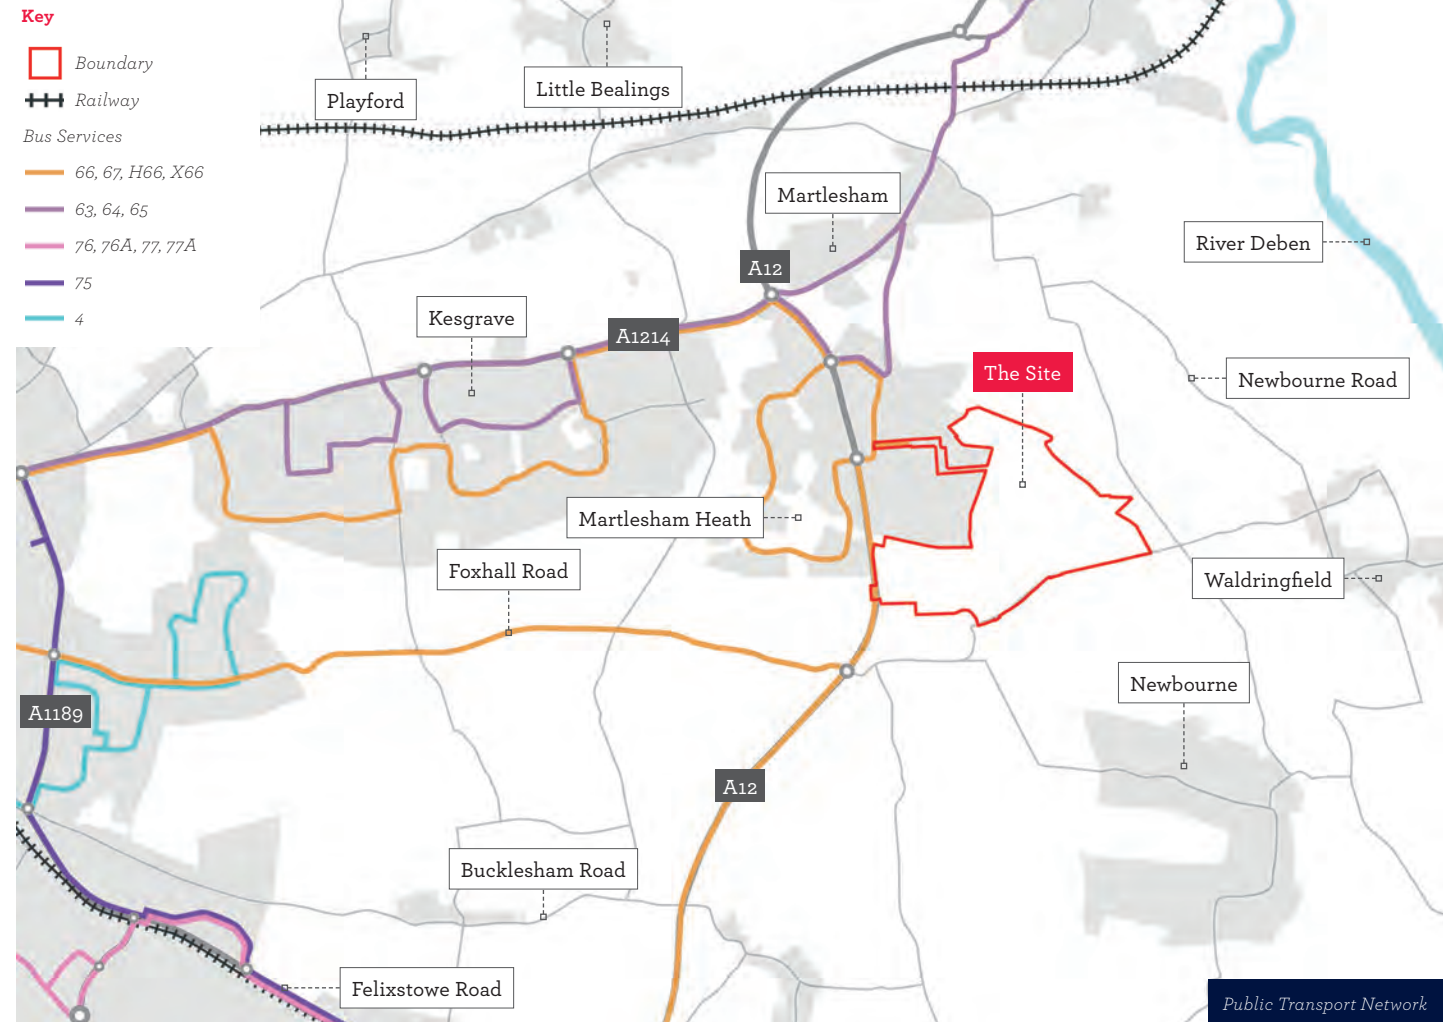 Key
Boundary
Railway
Bus Services
66, 67, H66, X66
63, 64, 65
76, 76A, 77, 77A
75
4
Playford
Little Bealings
Martlesham
River Deben
A12
Kesgrave
A1214
The Site
Newbourne Road
Martlesham Heath
Foxhall Road
Waldringfield
Newbourne
A1189
A12
Bucklesham Road
Felixstowe Road
Public Transport Network